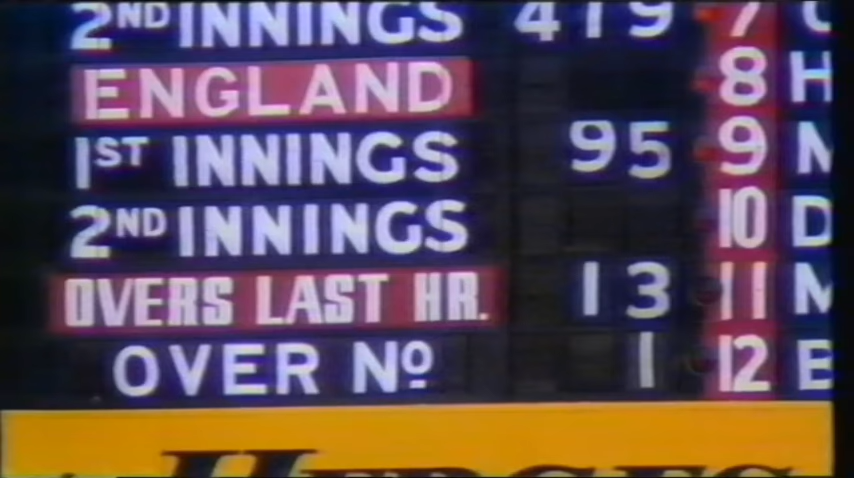 2ND INNINGS 419 7
ENGLAND 8 H
1ST INNINGS 95 9 M
2ND INNINGS 10 D
OVERS LAST HR. 13 11 M
OVER Nº 1 12 B